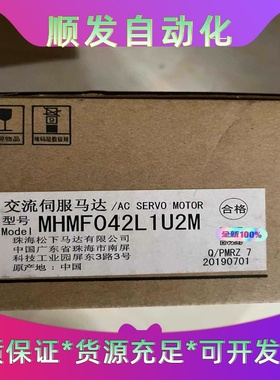 顺发自动化
交流伺服马达/AC SERVO MOTOR
型号 Model MHMF042L1U2M
合格
珠海松下马达有限公司
中国广东省珠海市南屏
科技工业园屏东3路3号
原产地:中国
全新100%
Q/PMRZ 7
20190701
质保证*货源充足*开发